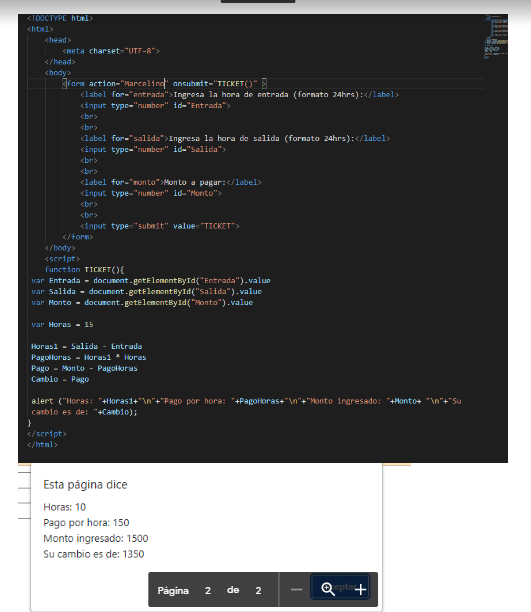 <!DOCTYPE html>
<html>
<head>
<meta charset="UTF-8">
</head>
<body>
<form action="Marcelino" onsubmit="TICKET()" >
<label for="entrada">Ingresa la hora de entrada (formato 24hrs):</label>
<input type="number" id="Entrada">
<br>
<br>
<label for="salida">Ingresa la hora de salida (formato 24hrs):</label>
<input type="number" id="Salida">
<br>
<br>
<label for="monto">Monto a pagar:</label>
<input type="number" id="Monto">
<br>
<br>
<input type="submit" value="TICKET">
</form>
</body>
<script>
function TICKET(){
var Entrada = document.getElementById("Entrada").value
var Salida = document.getElementById("Salida").value
var Monto = document.getElementById("Monto").value
var Horas = 15
Horas1 = Salida - Entrada
PagoHoras = Horas1 * Horas
Pago = Monto - PagoHoras
Cambio = Pago
alert ("Horas: "+Horas1+"\n"+"Pago por hora: "+PagoHoras+"\n"+"Monto ingresado: "+Monto+ "\n"+"Su
cambio es de: "+Cambio);
}
</script>
</html>
Esta página dice
Horas: 10
Pago por hora: 150
Monto ingresado: 1500
Su cambio es de: 1350
Página 2 de 2